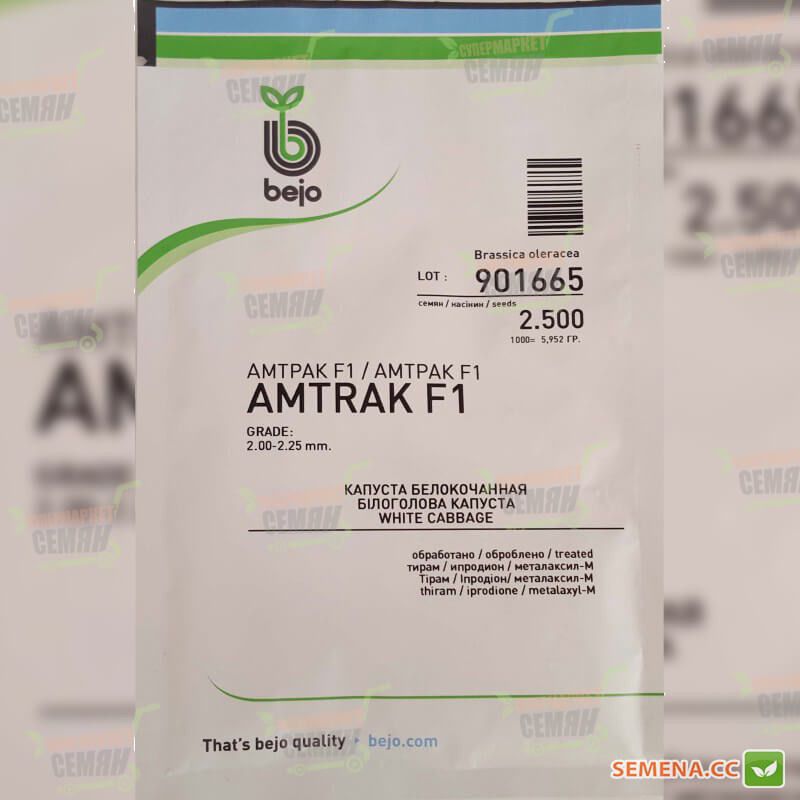 СУПЕРМАРКЕТ
СЕМЯН
bejo
Brassica oleracea
LOT : 901665
семян / насінин / seeds
2.500
1000= 5,952 ГР.
АМТРАК F1 / АМТРАК F1
AMTRAK F1
GRADE:
2.00-2.25 mm.
КАПУСТА БЕЛОКОЧАННАЯ
БІЛОГОЛОВА КАПУСТА
WHITE CABBAGE
обработано / оброблено / treated
тирам / ипродион / металаксил-М
Тірам / Іпродіон/ металаксил-М
thiram / iprodione / metalaxyl-M
That's bejo quality · bejo.com
SEMENA.CC